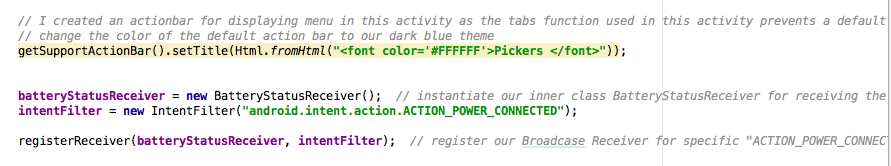 // I created an actionbar for displaying menu in this activity as the tabs function used in this activity prevents a default
// change the color of the default action bar to our dark blue theme
getSupportActionBar().setTitle(Html.fromHtml("<font color='#FFFFFF'>Pickers </font>"));
batteryStatusReceiver = new BatteryStatusReceiver();  // instantiate our inner class BatteryStatusReceiver for receiving the
intentFilter = new IntentFilter("android.intent.action.ACTION_POWER_CONNECTED");
registerReceiver(batteryStatusReceiver, intentFilter);  // register our Broadcase Receiver for specific "ACTION_POWER_CONNEC